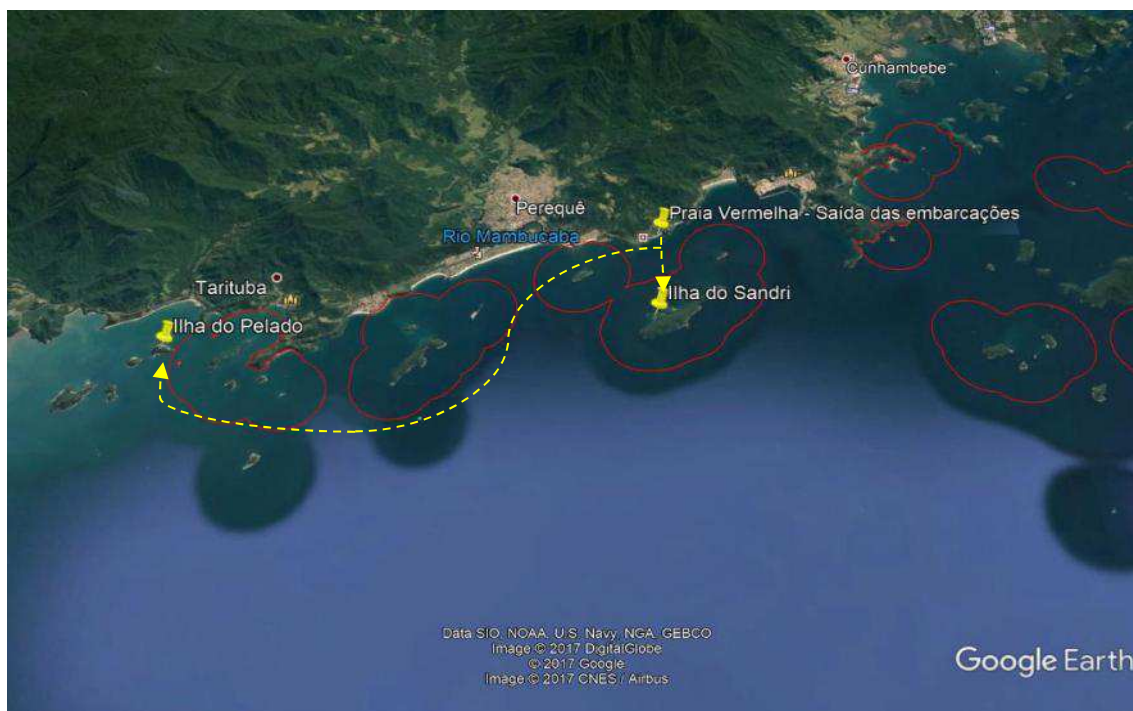 Cunhambebe
Perequê
Praia Vermelha - Saída das embarcações
Rio Mambucaba
Tarituba
Ilha do Sandri
Ilha do Pelado
Data SIO, NOAA, U.S. Navy, NGA, GEBCO
Image © 2017 DigitalGlobe
© 2017 Google
Image © 2017 CNES / Airbus
Google Earth